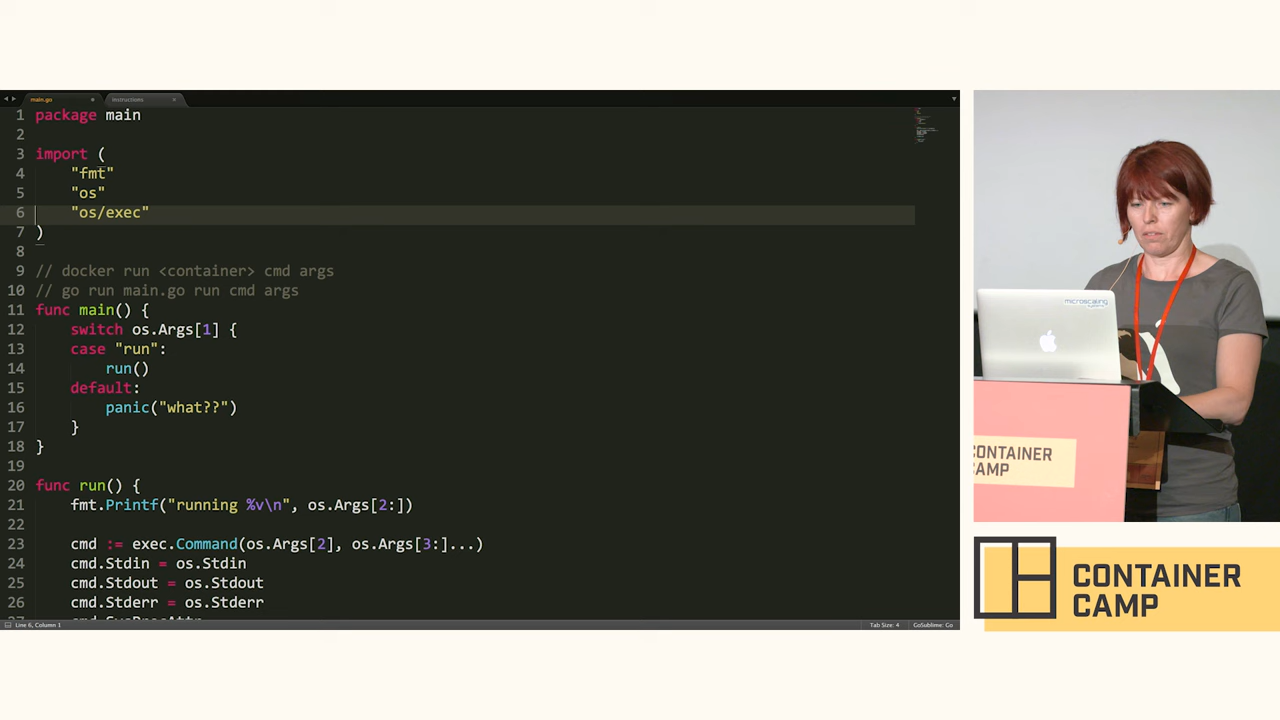 main.go
instructions
1 package main
2
3 import (
4 "fmt"
5 "os"
6 "os/exec"
7 )
8
9 // docker run <container> cmd args
10 // go run main.go run cmd args
11 func main() {
12 switch os.Args[1] {
13 case "run":
14 run()
15 default:
16 panic("what??")
17 }
18 }
19
20 func run() {
21 fmt.Printf("running %v\n", os.Args[2:])
22
23 cmd := exec.Command(os.Args[2], os.Args[3:]...)
24 cmd.Stdin = os.Stdin
25 cmd.Stdout = os.Stdout
26 cmd.Stderr = os.Stderr
Line 6, Column 1
Tab Size: 4
GoSublime: Go
microscaling
systems
CONTAINER
CAMP
CONTAINER
CAMP